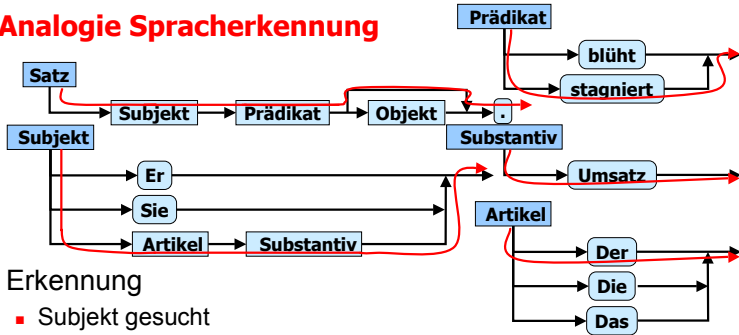 Analogie Spracherkennung
Satz
Subjekt Prädikat Objekt .
Subjekt
Er
Sie
Artikel Substantiv
Prädikat
blüht
stagniert
Substantiv
Umsatz
Artikel
Der
Die
Das
Erkennung
Subjekt gesucht